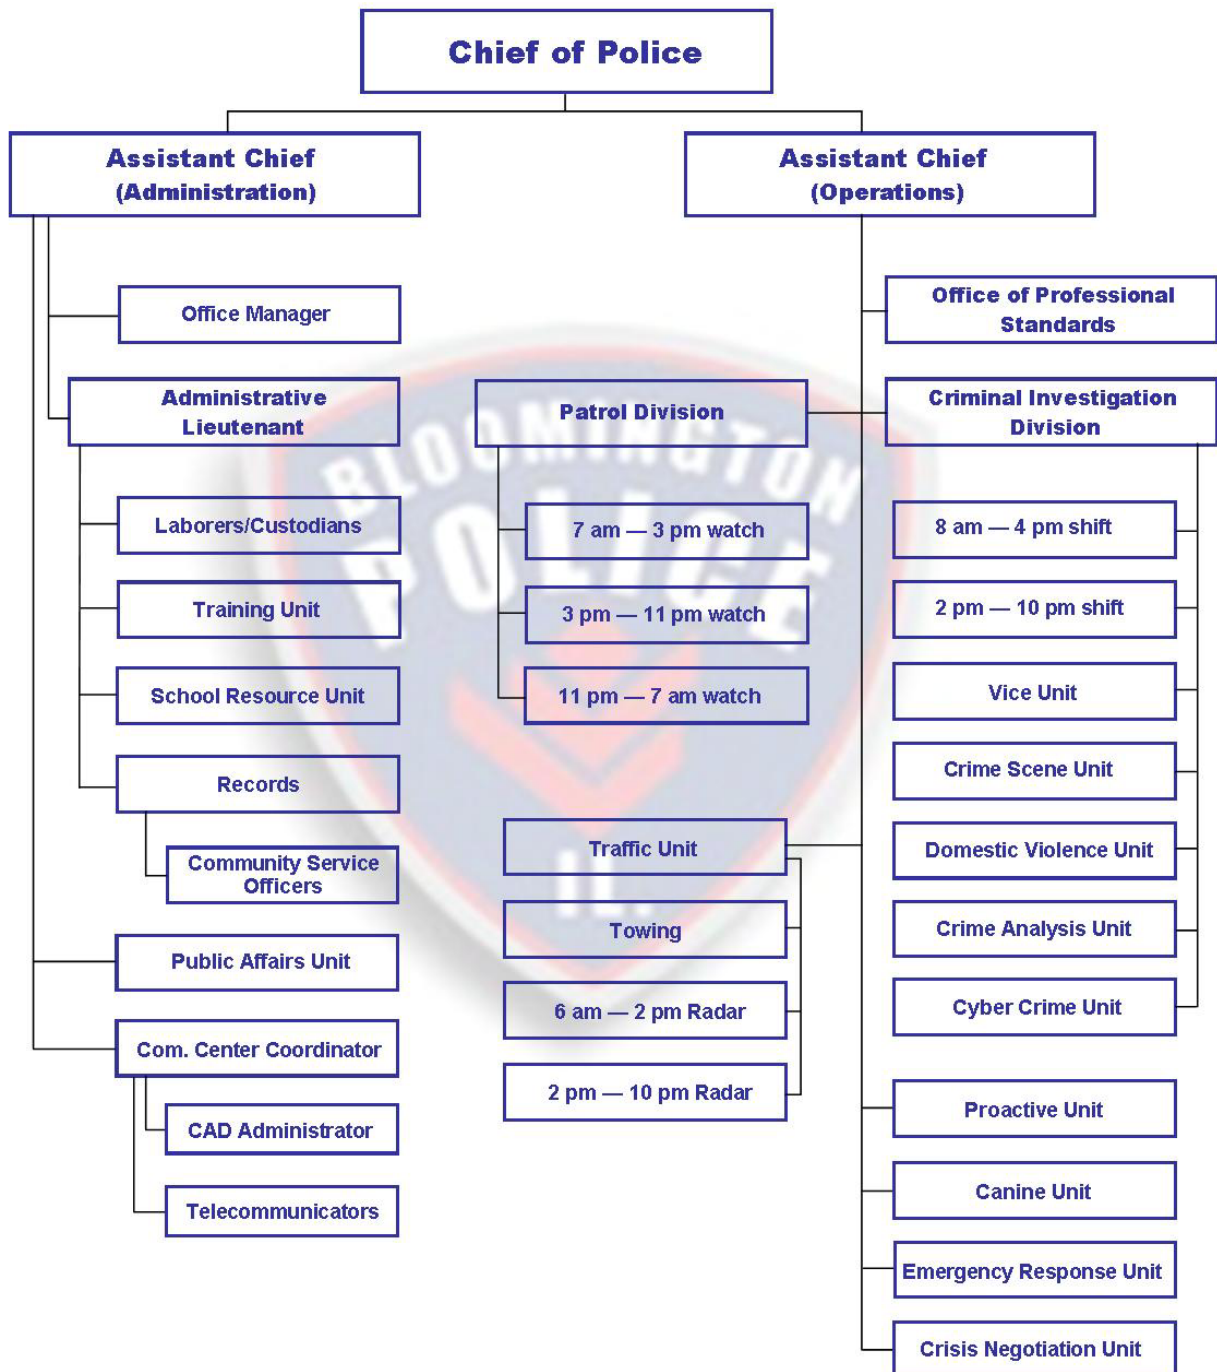 Chief of Police
Assistant Chief
(Administration)
Assistant Chief
(Operations)
Office Manager
Administrative
Lieutenant
Laborers/Custodians
Training Unit
School Resource Unit
Records
Community Service
Officers
Public Affairs Unit
Com. Center Coordinator
CAD Administrator
Telecommunicators
Office of Professional
Standards
Patrol Division
7 am — 3 pm watch
3 pm — 11 pm watch
11 pm — 7 am watch
Criminal Investigation
Division
8 am — 4 pm shift
2 pm — 10 pm shift
Vice Unit
Crime Scene Unit
Domestic Violence Unit
Crime Analysis Unit
Cyber Crime Unit
Traffic Unit
Towing
6 am — 2 pm Radar
2 pm — 10 pm Radar
Proactive Unit
Canine Unit
Emergency Response Unit
Crisis Negotiation Unit
BLOOMINGTON
POLICE
IL.